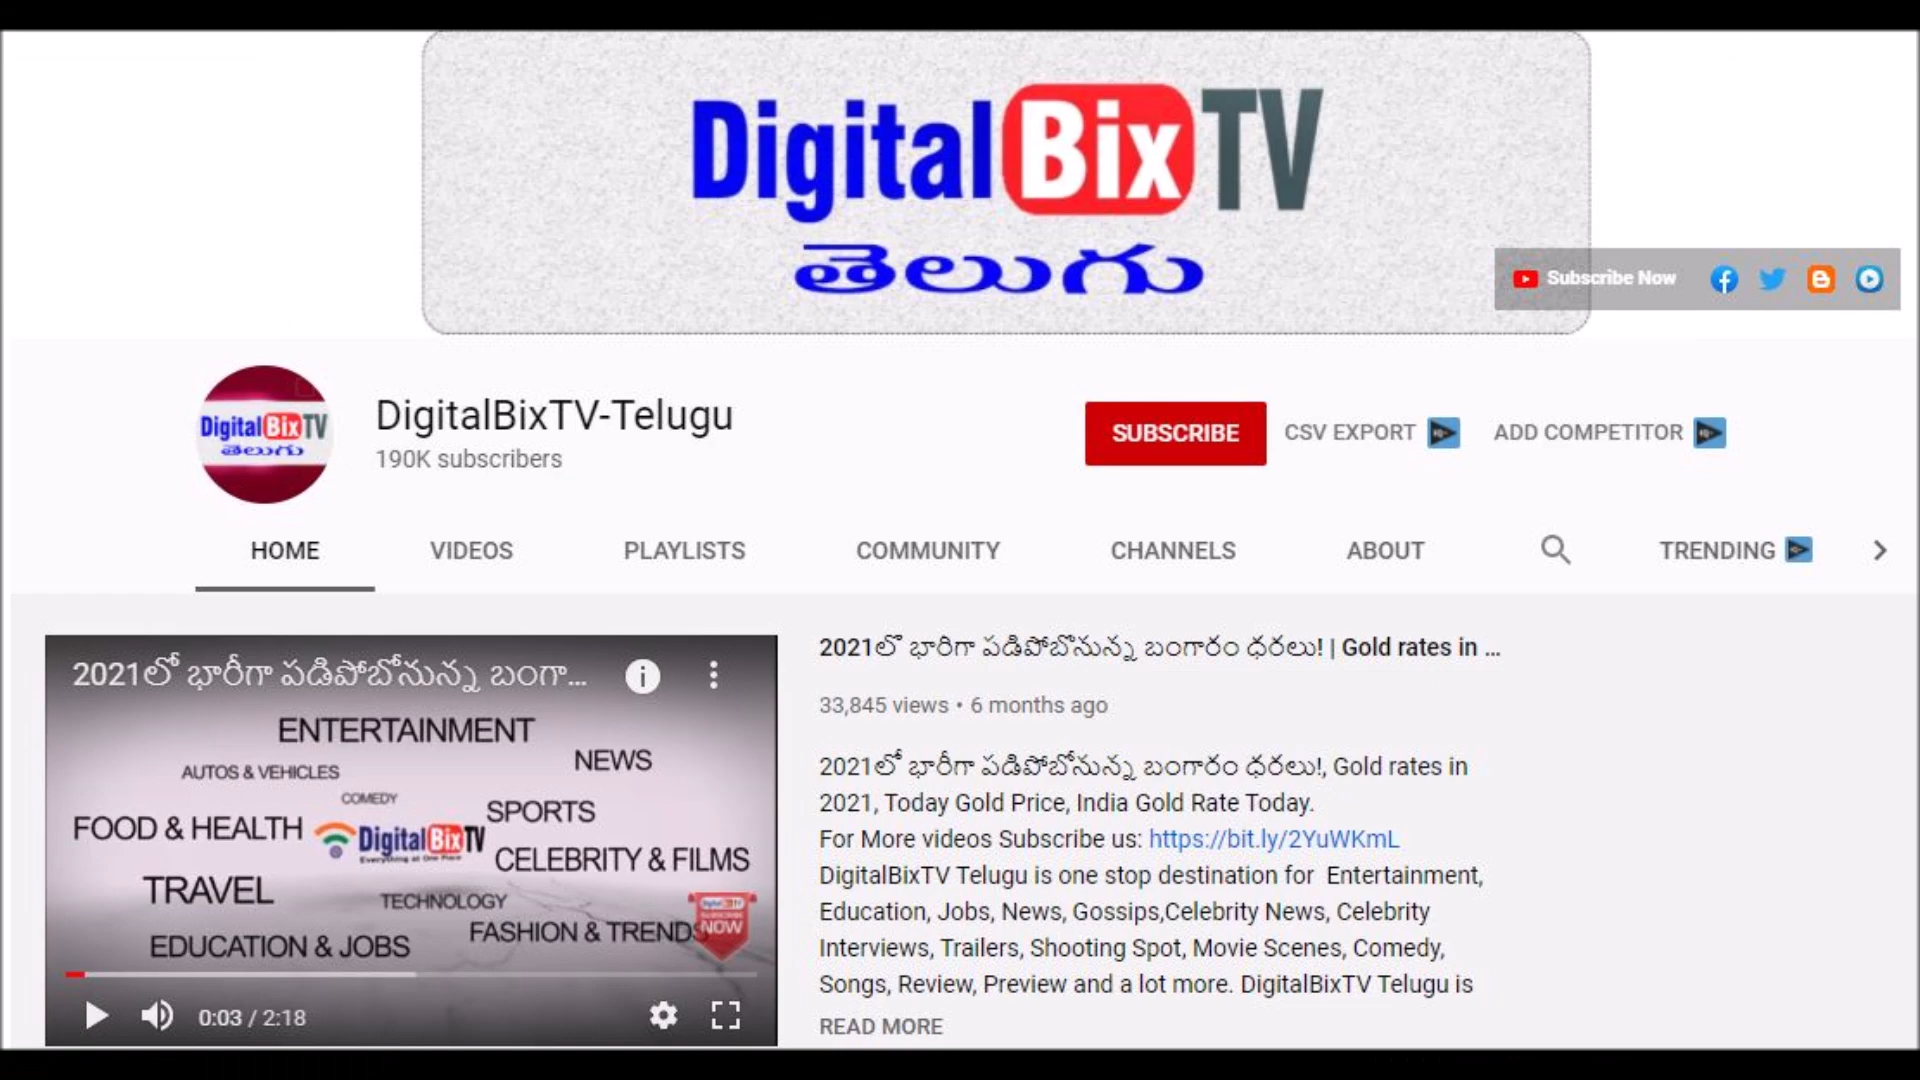 DigitalBixTV
తెలుగు
Subscribe Now
DigitalBixTV
తెలుగు
DigitalBixTV-Telugu
190K subscribers
SUBSCRIBE
CSV EXPORT
ADD COMPETITOR
HOME VIDEOS PLAYLISTS COMMUNITY CHANNELS ABOUT TRENDING
2021లో భారీగా పడిపోబోనున్న బంగా...
ENTERTAINMENT
NEWS
AUTOS & VEHICLES
COMEDY
SPORTS
FOOD & HEALTH
DigitalBixTV
Everything at One Place
CELEBRITY & FILMS
TRAVEL
TECHNOLOGY
FASHION & TRENDS
SUBSCRIBE
NOW
EDUCATION & JOBS
0:03 / 2:18
2021లో భారీగా పడిపోబోనున్న బంగారం ధరలు! | Gold rates in ...
33,845 views • 6 months ago
2021లో భారీగా పడిపోబోనున్న బంగారం ధరలు!, Gold rates in
2021, Today Gold Price, India Gold Rate Today.
For More videos Subscribe us: https://bit.ly/2YuWKmL
DigitalBixTV Telugu is one stop destination for Entertainment,
Education, Jobs, News, Gossips,Celebrity News, Celebrity
Interviews, Trailers, Shooting Spot, Movie Scenes, Comedy,
Songs, Review, Preview and a lot more. DigitalBixTV Telugu is
READ MORE